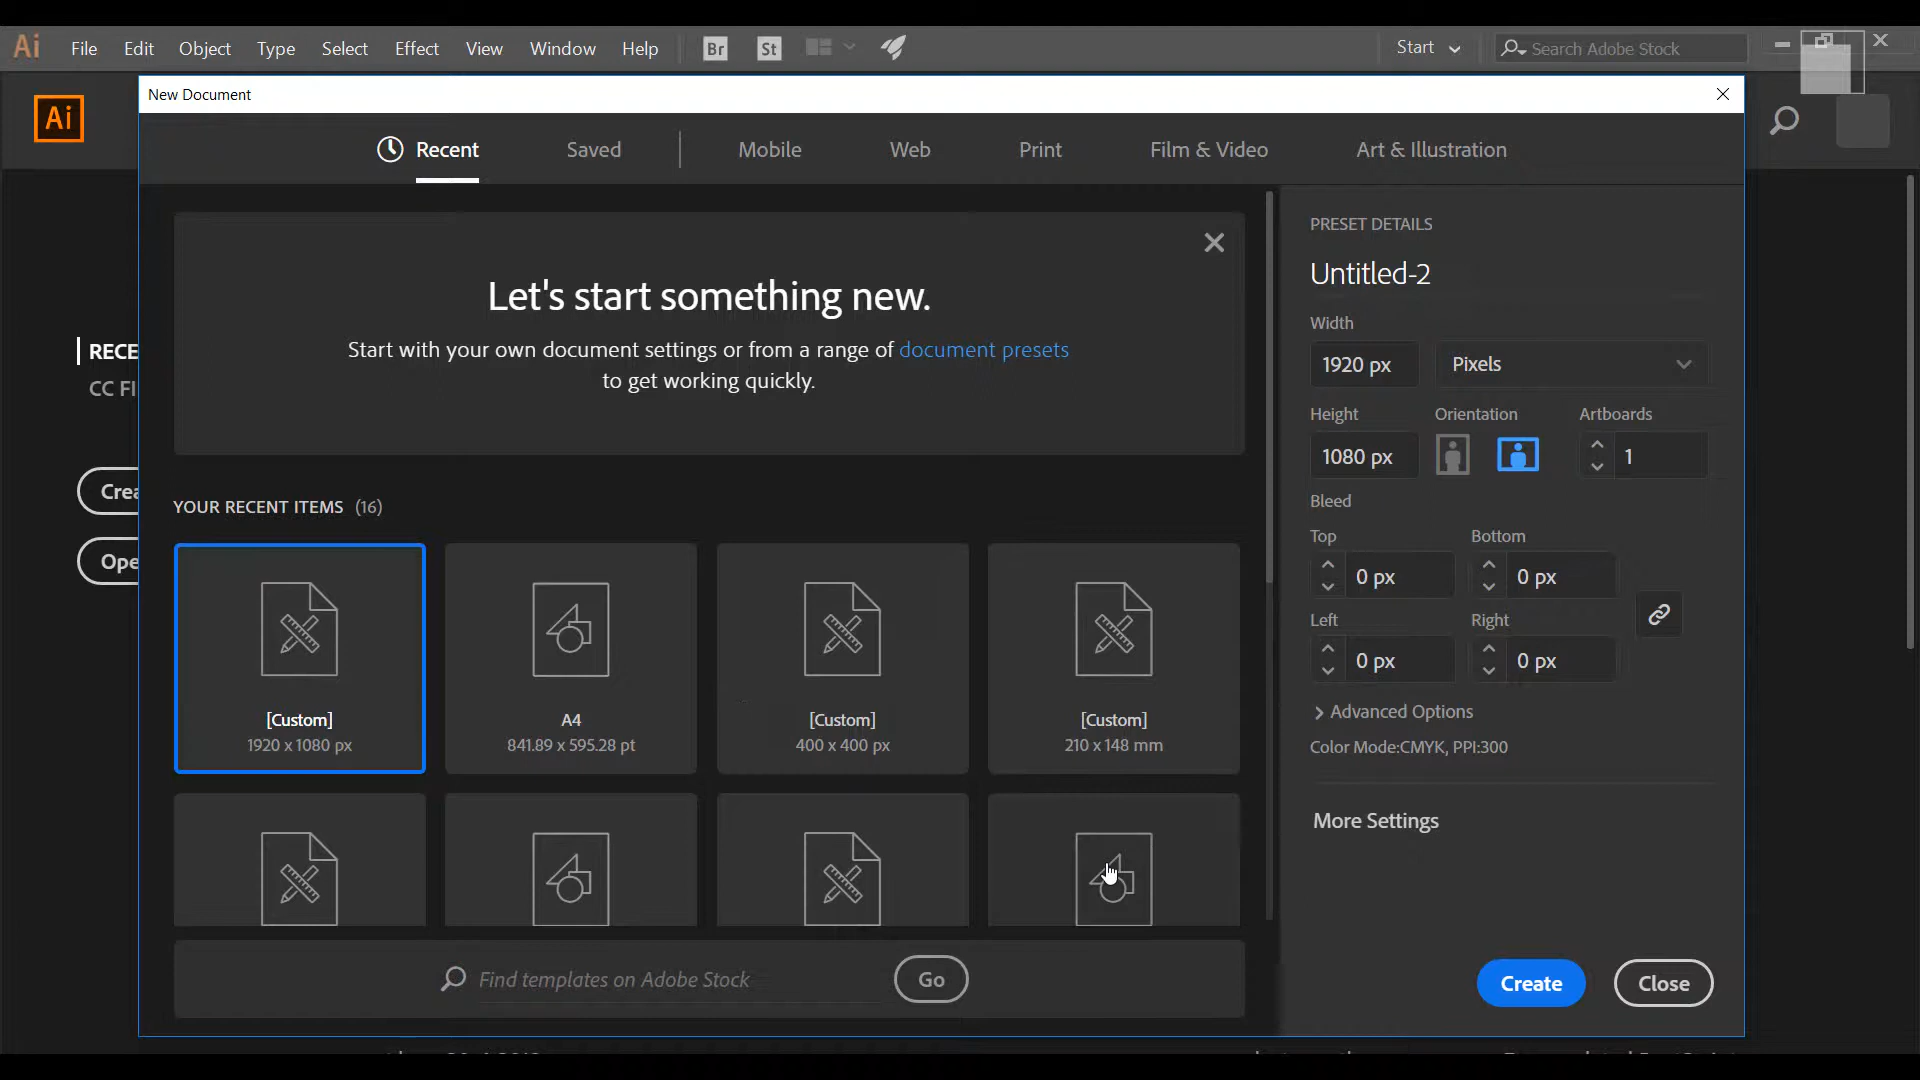 Ai File Edit Object Type Select Effect View Window Help Br St Start Search Adobe Stock
New Document
Ai
Recent Saved Mobile Web Print Film & Video Art & Illustration
Let's start something new.
Start with your own document settings or from a range of document presets
to get working quickly.
RECE
CC FI
Crea
Ope
YOUR RECENT ITEMS (16)
[Custom]
1920 x 1080 px
A4
841.89 x 595.28 pt
[Custom]
400 x 400 px
[Custom]
210 x 148 mm
Find templates on Adobe Stock Go
PRESET DETAILS
Untitled-2
Width
1920 px Pixels
Height Orientation Artboards
1080 px 1
Bleed
Top Bottom
0 px 0 px
Left Right
0 px 0 px
Advanced Options
Color Mode:CMYK, PPI:300
More Settings
Create Close